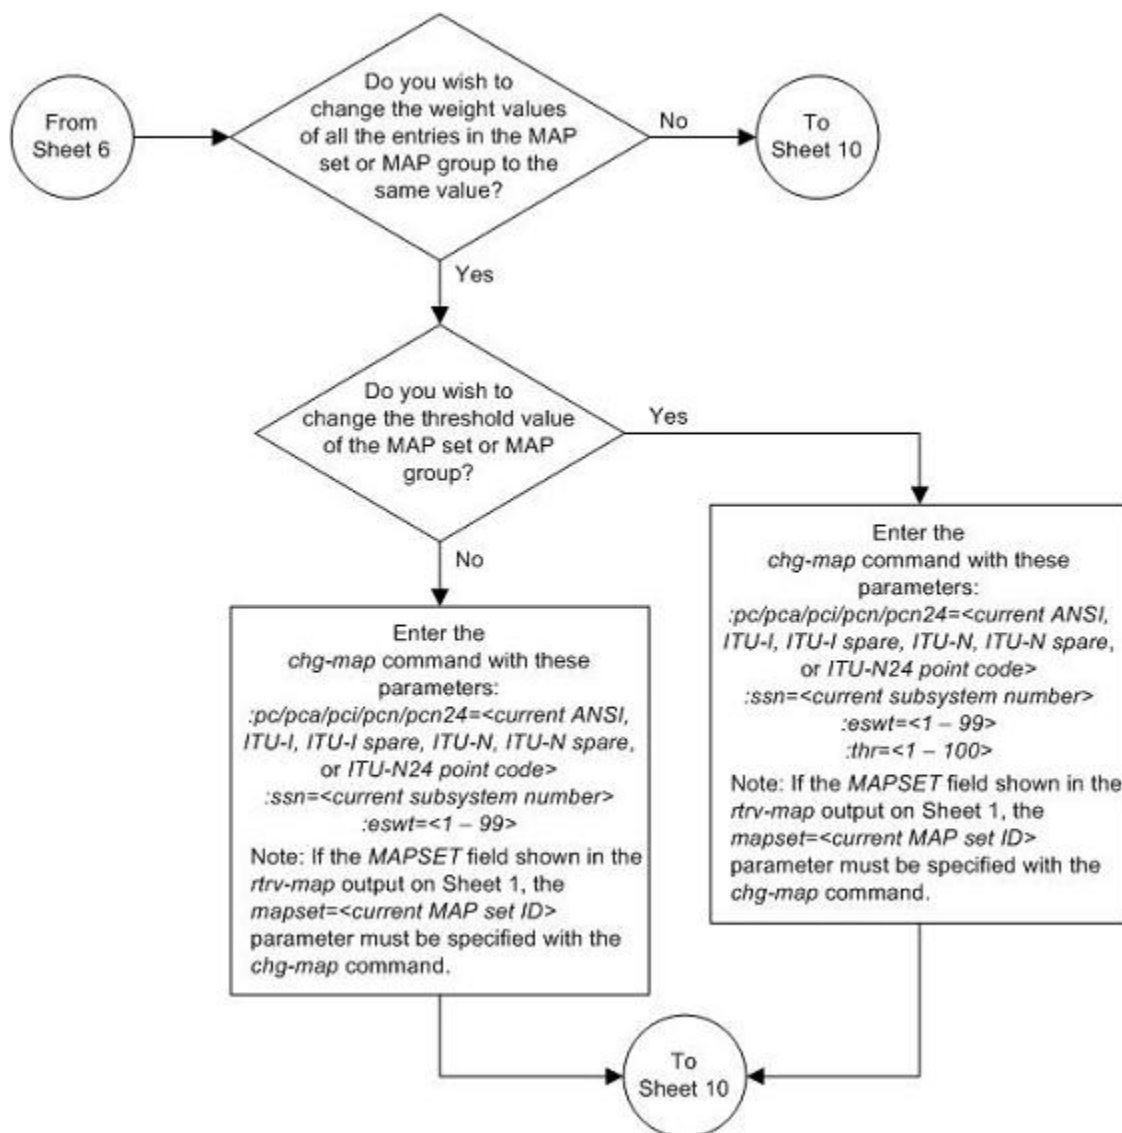 From
Sheet 6
Do you wish to
change the weight values
of all the entries in the MAP
set or MAP group to the
same value?
No
To
Sheet 10
Yes
Do you wish to
change the threshold value
of the MAP set or MAP
group?
Yes
No
Enter the
chg-map command with these
parameters:
:pc/pca/pci/pcn/pcn24=<current ANSI,
ITU-I, ITU-I spare, ITU-N, ITU-N spare,
or ITU-N24 point code>
:ssn=<current subsystem number>
:eswt=<1 – 99>
:thr=<1 – 100>
Note: If the MAPSET field shown in the
rtrv-map output on Sheet 1, the
mapset=<current MAP set ID>
parameter must be specified with the
chg-map command.
Enter the
chg-map command with these
parameters:
:pc/pca/pci/pcn/pcn24=<current ANSI,
ITU-I, ITU-I spare, ITU-N, ITU-N spare,
or ITU-N24 point code>
:ssn=<current subsystem number>
:eswt=<1 – 99>
Note: If the MAPSET field shown in the
rtrv-map output on Sheet 1, the
mapset=<current MAP set ID>
parameter must be specified with the
chg-map command.
To
Sheet 10